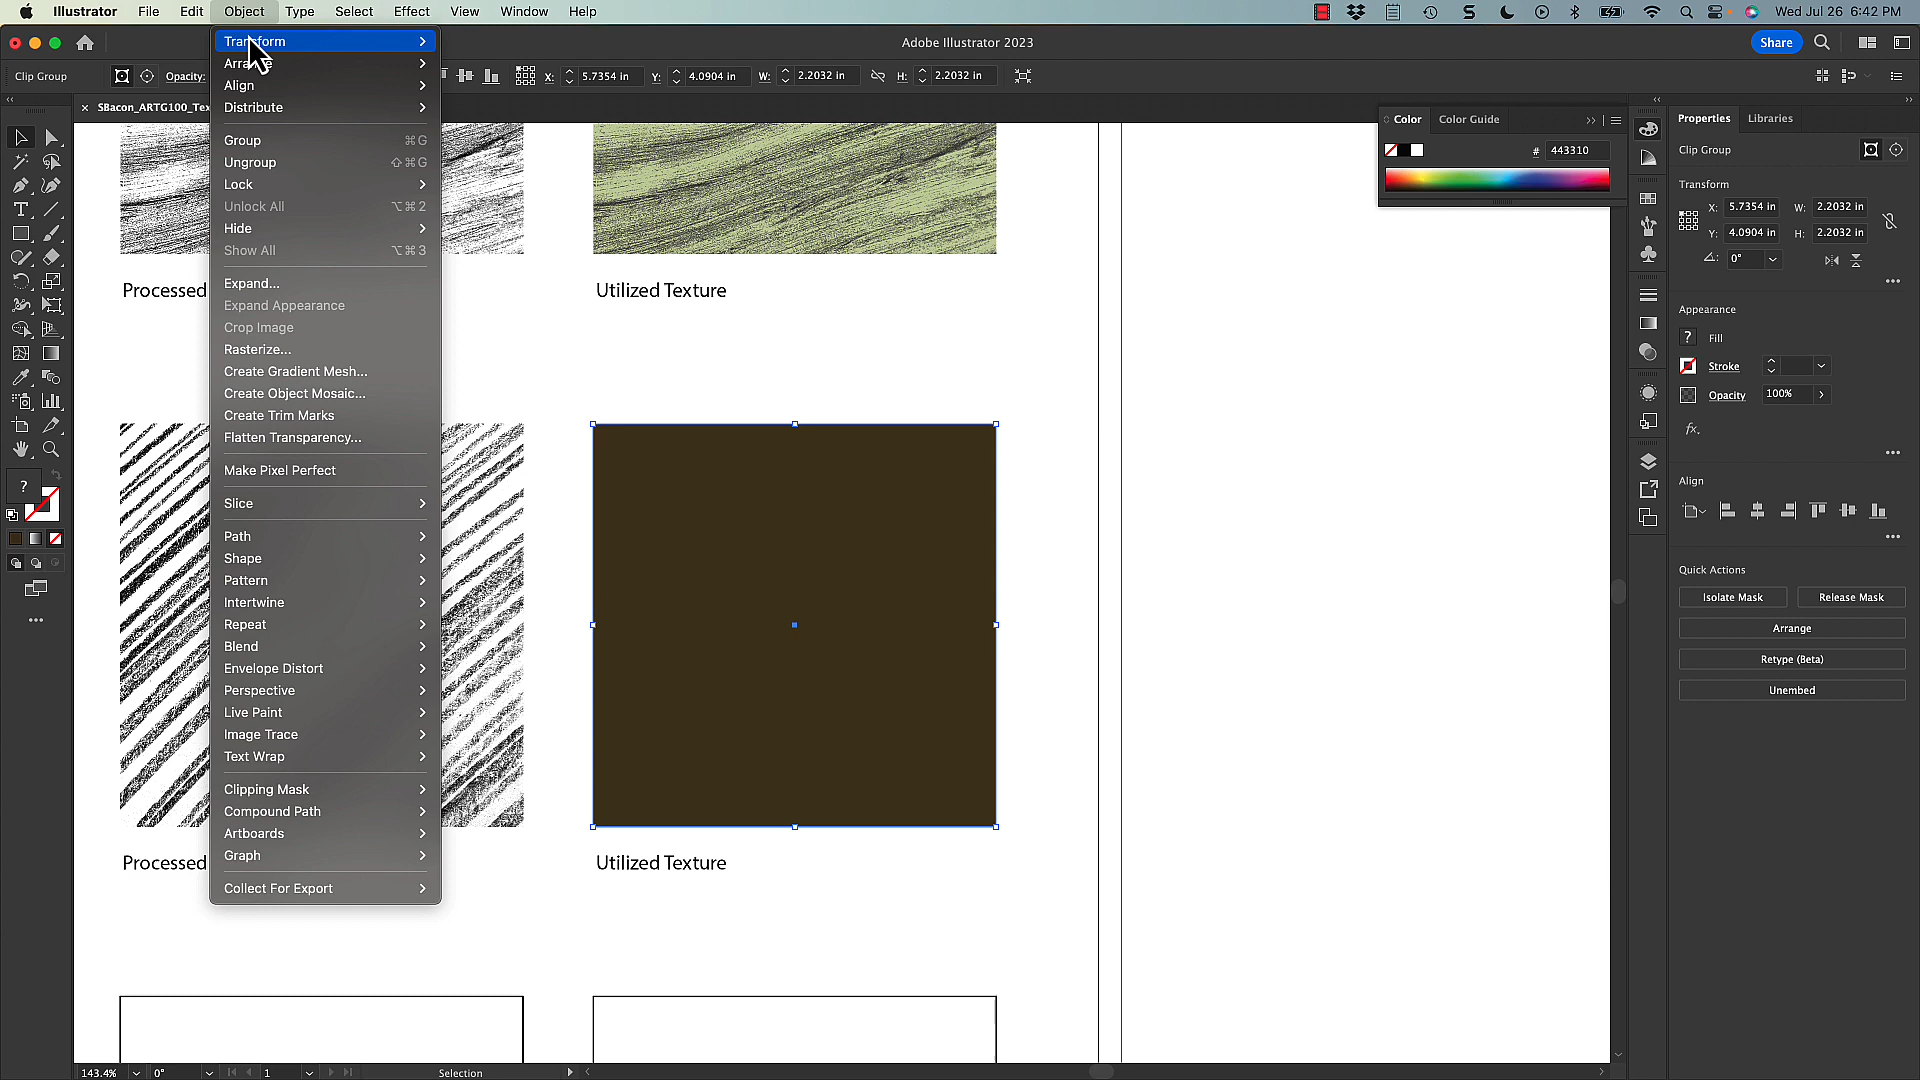 Illustrator File Edit Object Type Select Effect View Window Help Wed Jul 26 6:42 PM
Adobe Illustrator 2023 Share
Clip Group Opacity: X: 5.7354 in Y: 4.0904 in W: 2.2032 in H: 2.2032 in
× SBacon_ARTG100_Tex
Transform
Arrange
Align
Distribute
Group ⌘G
Ungroup ⇧⌘G
Lock
Unlock All ⌥⌘2
Hide
Show All ⌥⌘3
Expand...
Expand Appearance
Crop Image
Rasterize...
Create Gradient Mesh...
Create Object Mosaic...
Create Trim Marks
Flatten Transparency...
Make Pixel Perfect
Slice
Path
Shape
Pattern
Intertwine
Repeat
Blend
Envelope Distort
Perspective
Live Paint
Image Trace
Text Wrap
Clipping Mask
Compound Path
Artboards
Graph
Collect For Export
Processed
Utilized Texture
Processed
Utilized Texture
?
Color Color Guide
# 443310
Properties Libraries
Clip Group
Transform
X: 5.7354 in W: 2.2032 in
Y: 4.0904 in H: 2.2032 in
0°
Appearance
? Fill
Stroke
Opacity 100%
fx.
Align
Quick Actions
Isolate Mask Release Mask
Arrange
Retype (Beta)
Unembed
143.4% 0° 1 Selection